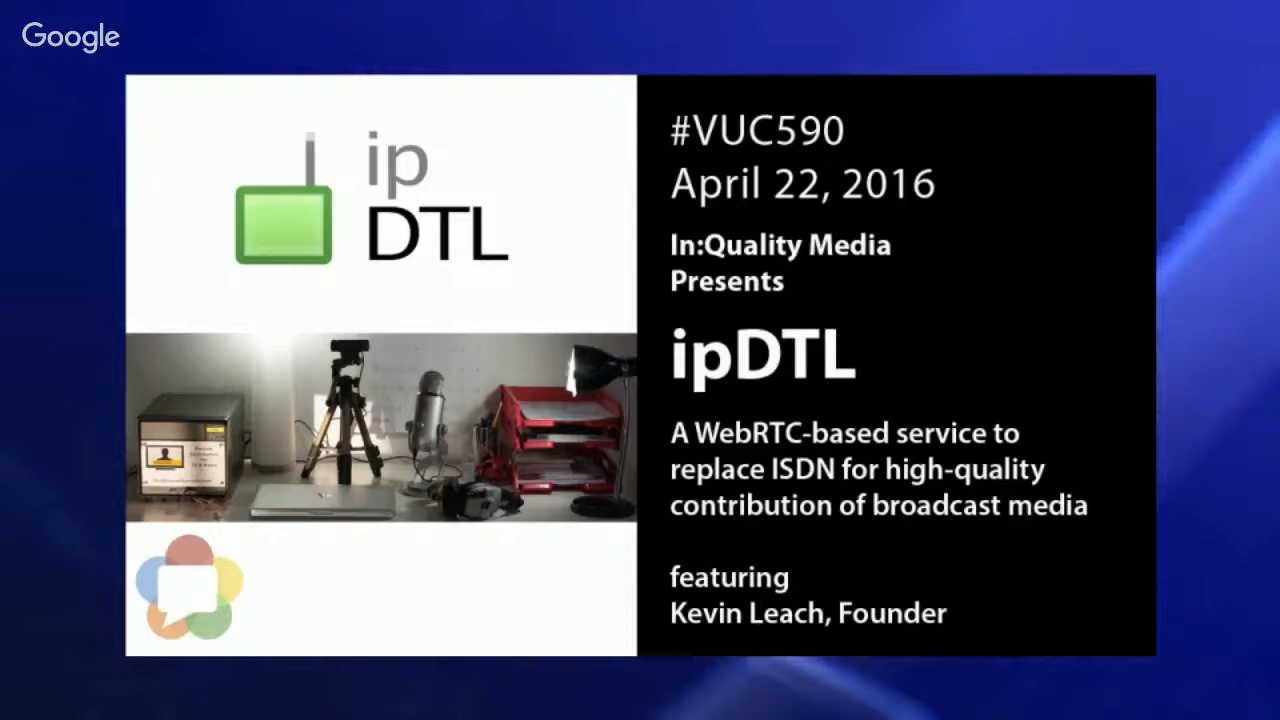 Google
ip
DTL
#VUC590
April 22, 2016
In:Quality Media
Presents
ipDTL
A WebRTC-based service to
replace ISDN for high-quality
contribution of broadcast media
featuring
Kevin Leach, Founder